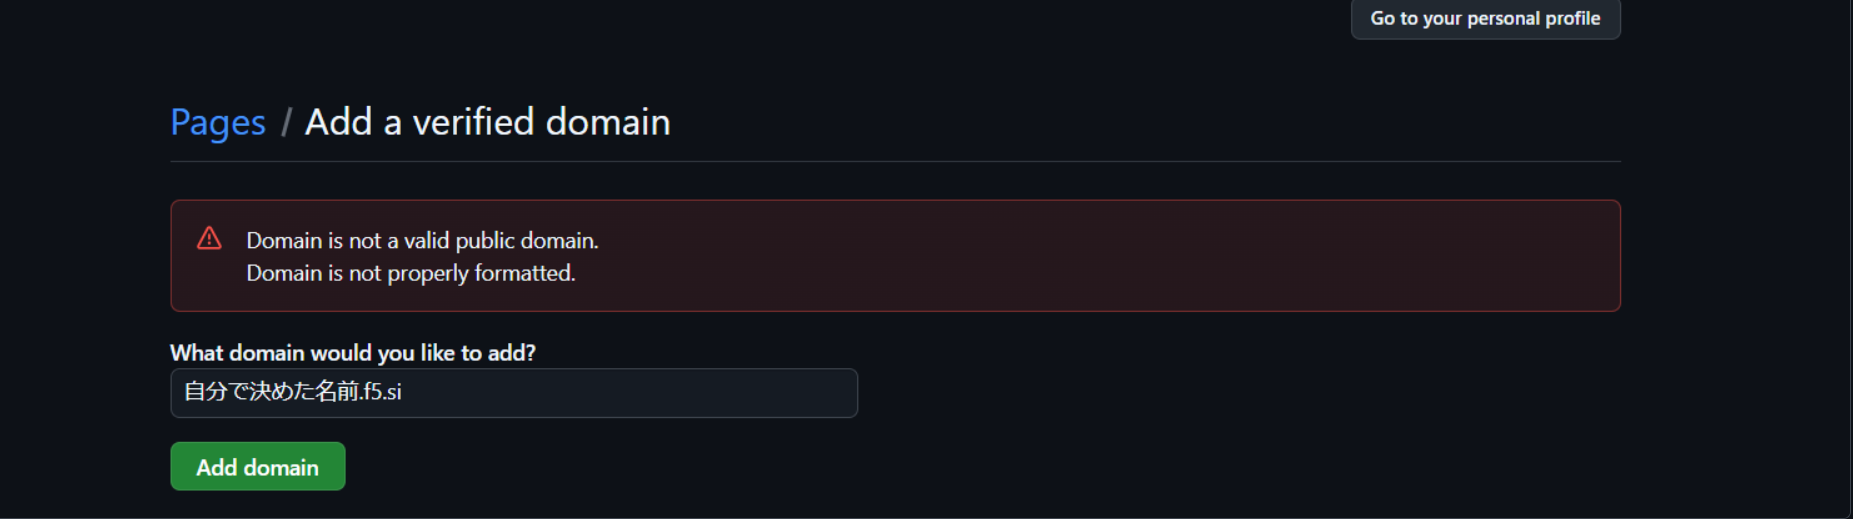 Go to your personal profile
Pages / Add a verified domain
Domain is not a valid public domain.
Domain is not properly formatted.
What domain would you like to add?
自分で決めた名前.f5.si
Add domain